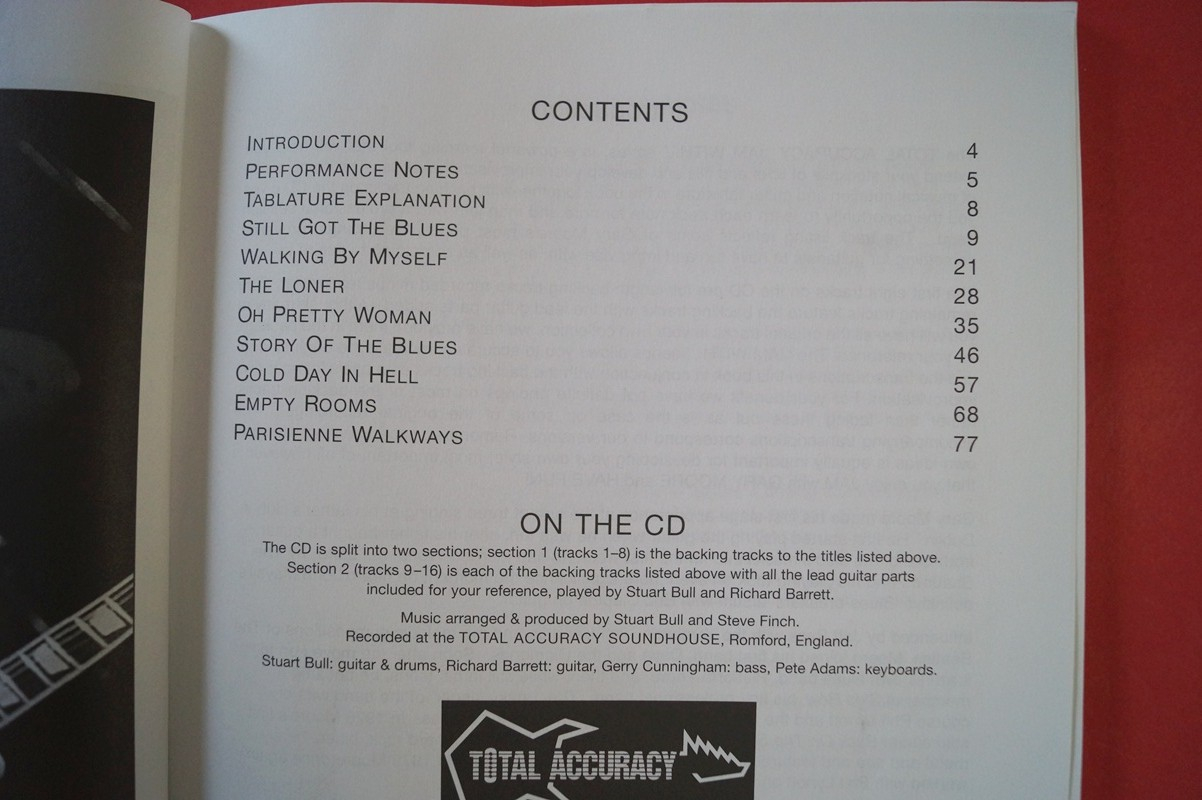 CONTENTS
INTRODUCTION 4
PERFORMANCE NOTES 5
TABLATURE EXPLANATION 8
STILL GOT THE BLUES 9
WALKING BY MYSELF 21
THE LONER 28
OH PRETTY WOMAN 35
STORY OF THE BLUES 46
COLD DAY IN HELL 57
EMPTY ROOMS 68
PARISIENNE WALKWAYS 77
ON THE CD
The CD is split into two sections; section 1 (tracks 1–8) is the backing tracks to the titles listed above.
Section 2 (tracks 9–16) is each of the backing tracks listed above with all the lead guitar parts
included for your reference, played by Stuart Bull and Richard Barrett.
Music arranged & produced by Stuart Bull and Steve Finch.
Recorded at the TOTAL ACCURACY SOUNDHOUSE, Romford, England.
Stuart Bull: guitar & drums, Richard Barrett: guitar, Gerry Cunningham: bass, Pete Adams: keyboards.
TOTAL ACCURACY